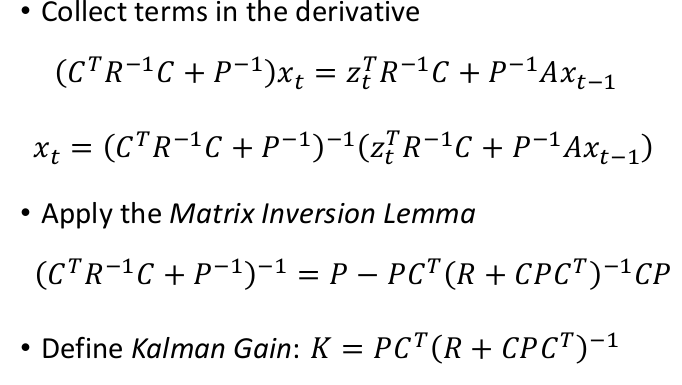 • Collect terms in the derivative
(CᵀR⁻¹C + P⁻¹)xₜ = zₜᵀR⁻¹C + P⁻¹Axₜ₋₁
xₜ = (CᵀR⁻¹C + P⁻¹)⁻¹(zₜᵀR⁻¹C + P⁻¹Axₜ₋₁)
• Apply the Matrix Inversion Lemma
(CᵀR⁻¹C + P⁻¹)⁻¹ = P − PCᵀ(R + CPCᵀ)⁻¹CP
• Define Kalman Gain: K = PCᵀ(R + CPCᵀ)⁻¹